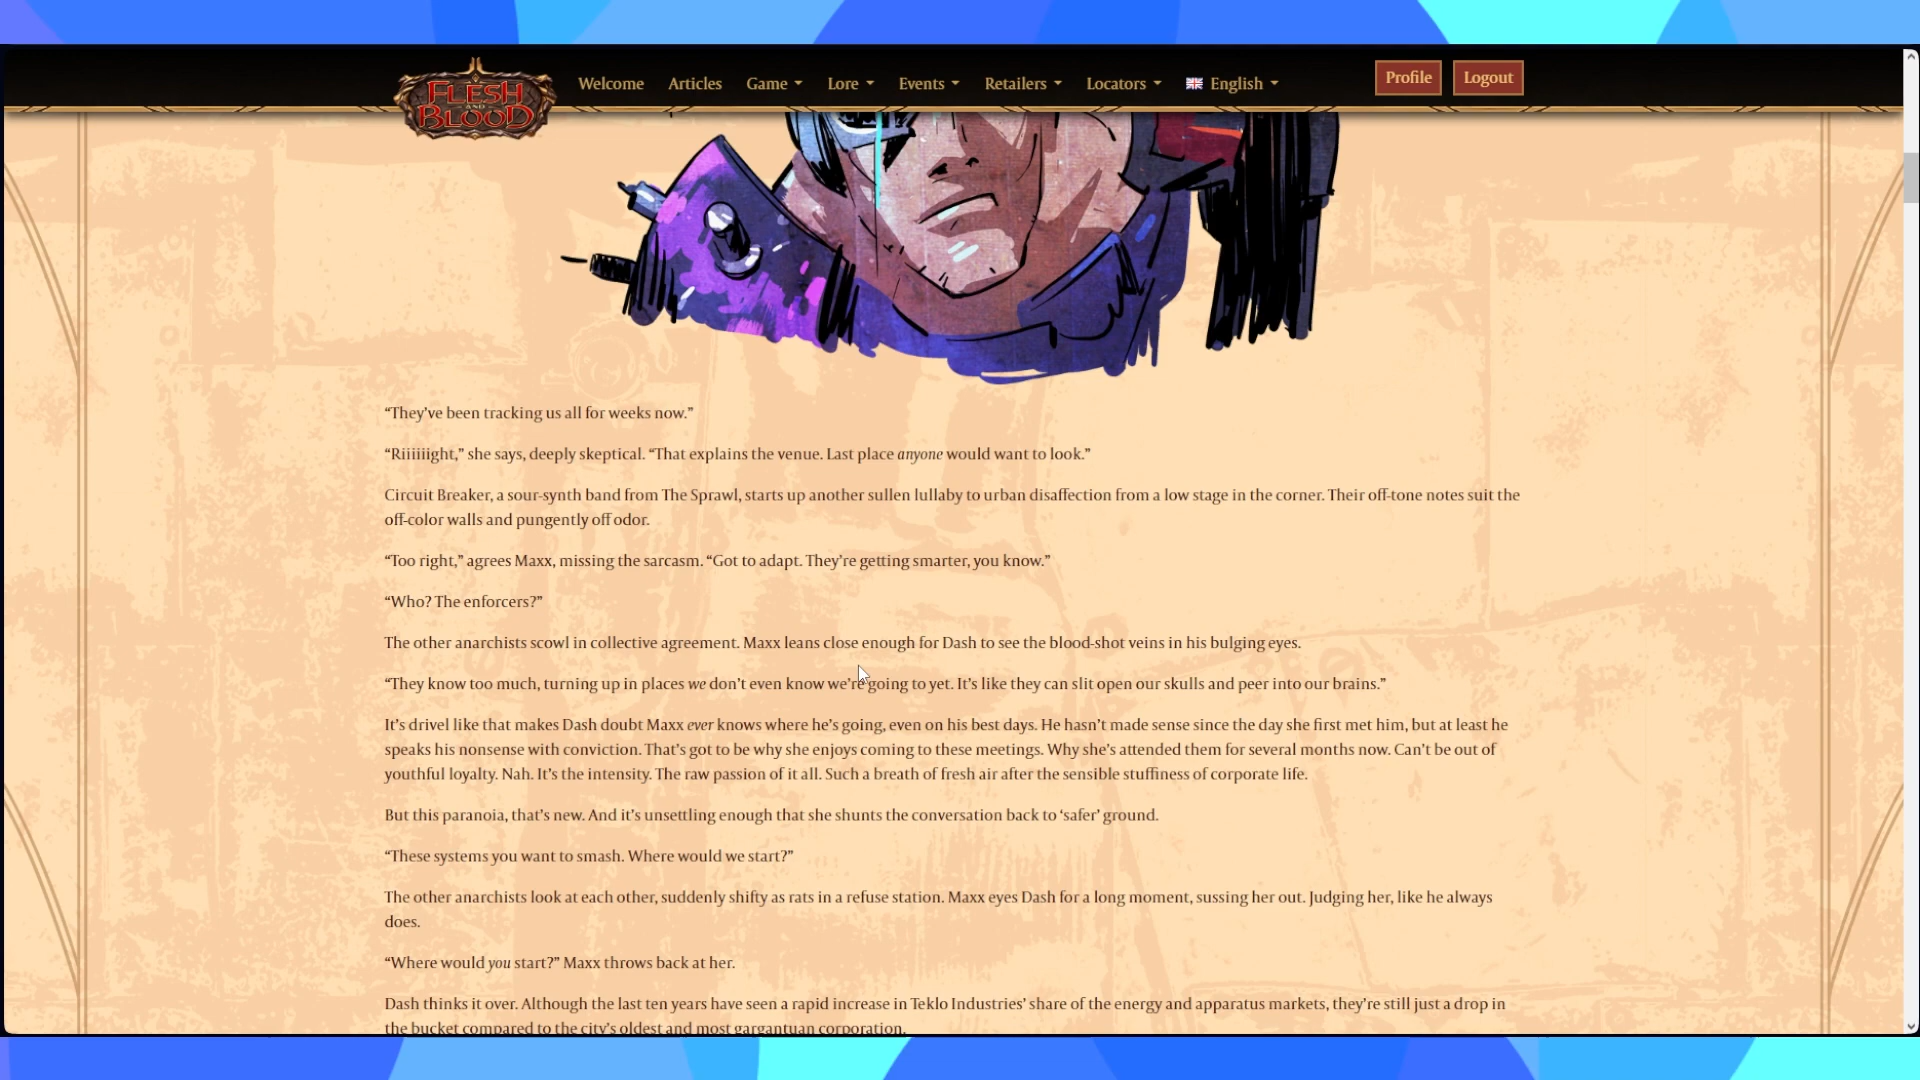 FLESH
AND
BLOOD
Welcome
Articles
Game
Lore
Events
Retailers
Locators
English
Profile
Logout
“They’ve been tracking us all for weeks now.”
“Riiiiiight,” she says, deeply skeptical. “That explains the venue. Last place anyone would want to look.”
Circuit Breaker, a sour-synth band from The Sprawl, starts up another sullen lullaby to urban disaffection from a low stage in the corner. Their off-tone notes suit the
off-color walls and pungently off odor.
“Too right,” agrees Maxx, missing the sarcasm. “Got to adapt. They’re getting smarter, you know.”
“Who? The enforcers?”
The other anarchists scowl in collective agreement. Maxx leans close enough for Dash to see the blood-shot veins in his bulging eyes.
“They know too much, turning up in places we don’t even know we’re going to yet. It’s like they can slit open our skulls and peer into our brains.”
It’s drivel like that makes Dash doubt Maxx ever knows where he’s going, even on his best days. He hasn’t made sense since the day she first met him, but at least he
speaks his nonsense with conviction. That’s got to be why she enjoys coming to these meetings. Why she’s attended them for several months now. Can’t be out of
youthful loyalty. Nah. It’s the intensity. The raw passion of it all. Such a breath of fresh air after the sensible stuffiness of corporate life.
But this paranoia, that’s new. And it’s unsettling enough that she shunts the conversation back to ‘safer’ ground.
“These systems you want to smash. Where would we start?”
The other anarchists look at each other, suddenly shifty as rats in a refuse station. Maxx eyes Dash for a long moment, sussing her out. Judging her, like he always
does.
“Where would you start?” Maxx throws back at her.
Dash thinks it over. Although the last ten years have seen a rapid increase in Teklo Industries’ share of the energy and apparatus markets, they’re still just a drop in
the bucket compared to the city’s oldest and most gargantuan corporation.